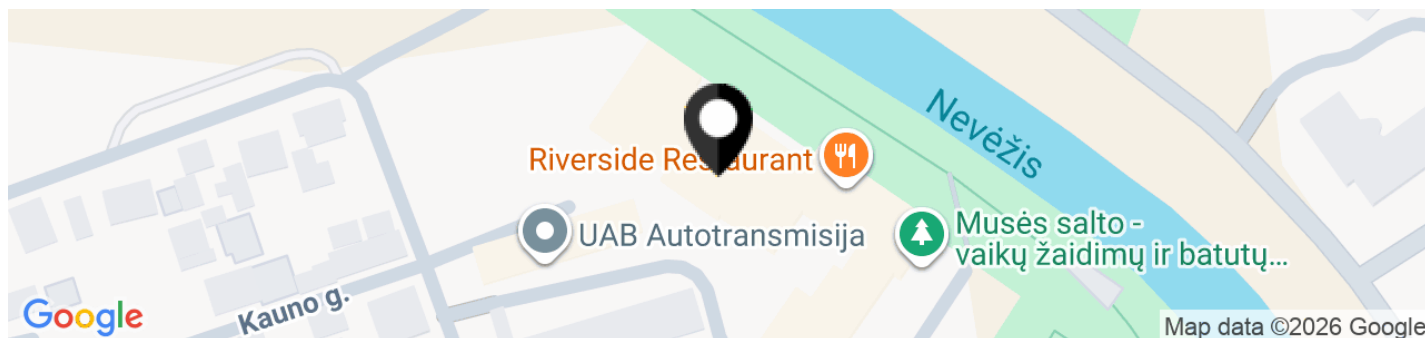 Nevėžis
Riverside Restaurant
UAB Autotransmisija
Musės salto -
vaikų žaidimų ir batutų...
Kauno g.
Google
Map data ©2026 Google